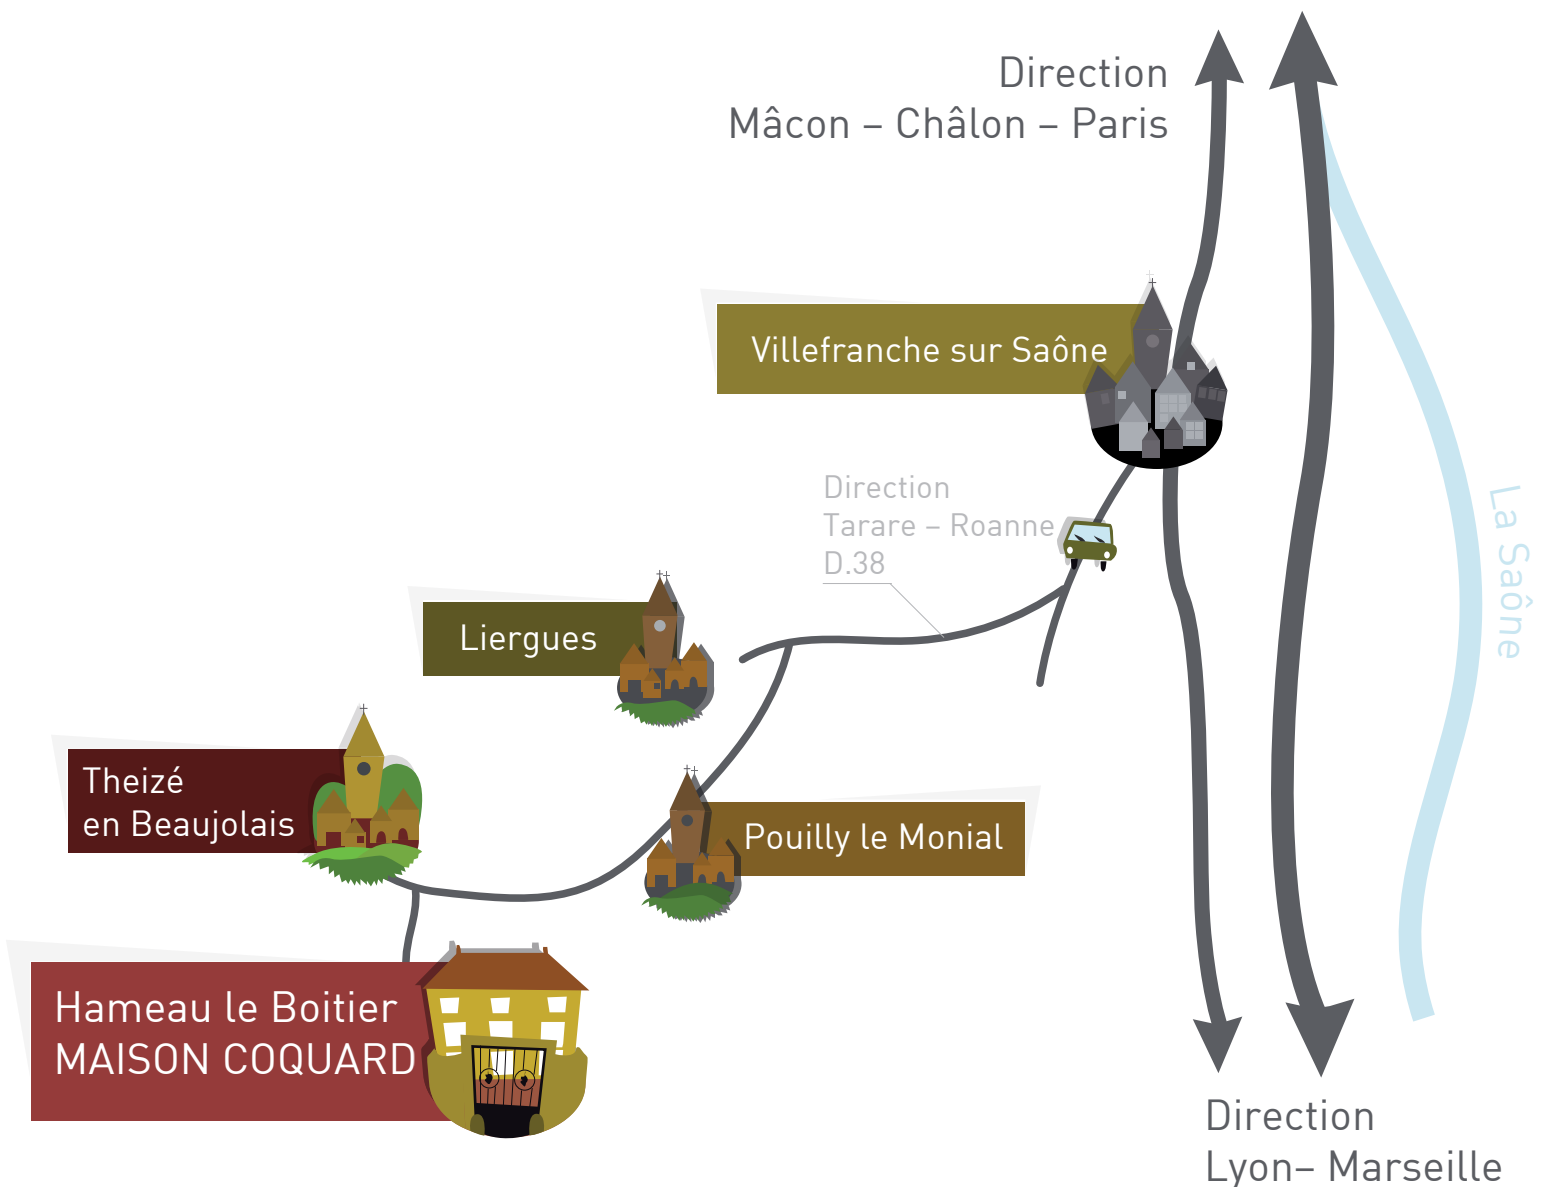 Direction
Mâcon – Châlon – Paris
Villefranche sur Saône
Direction
Tarare – Roanne
D.38
La Saône
Liergues
Theizé
en Beaujolais
Pouilly le Monial
Hameau le Boitier
MAISON COQUARD
Direction
Lyon– Marseille